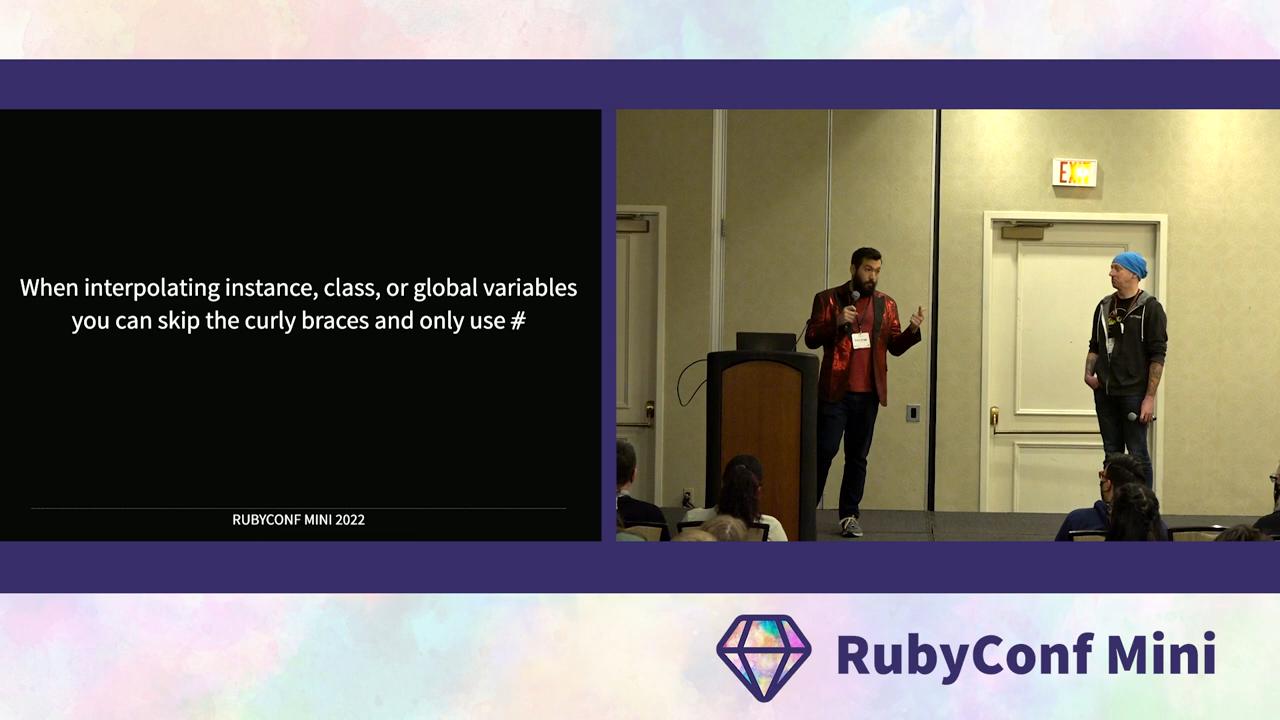 When interpolating instance, class, or global variables
you can skip the curly braces and only use #
RUBYCONF MINI 2022
EXIT
RubyConf Mini